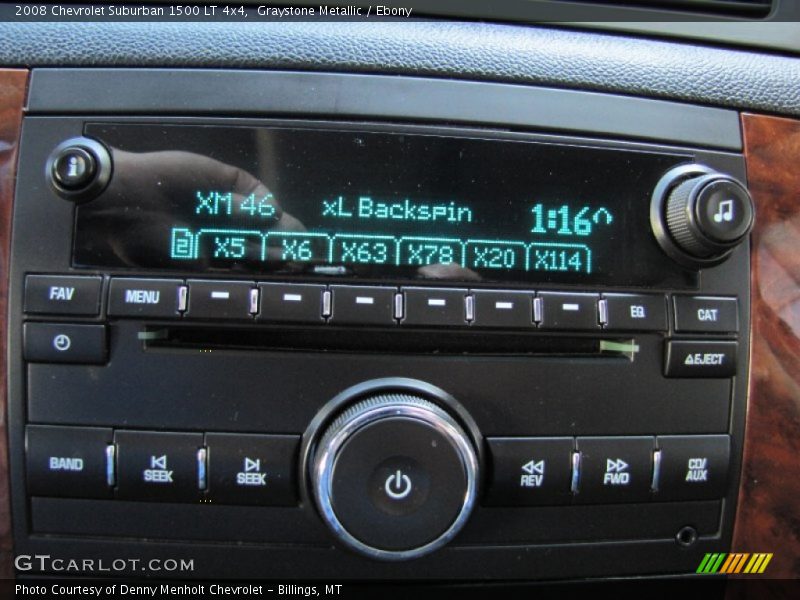 2008 Chevrolet Suburban 1500 LT 4x4, Graystone Metallic / Ebony
i
XM 46 xL Backspin 1:16^
2 X5 X6 X63 X78 X20 X114
FAV MENU EQ CAT
EJECT
BAND SEEK SEEK REV FWD CD/
AUX
GTCARLOT.COM
Photo Courtesy of Denny Menholt Chevrolet - Billings, MT